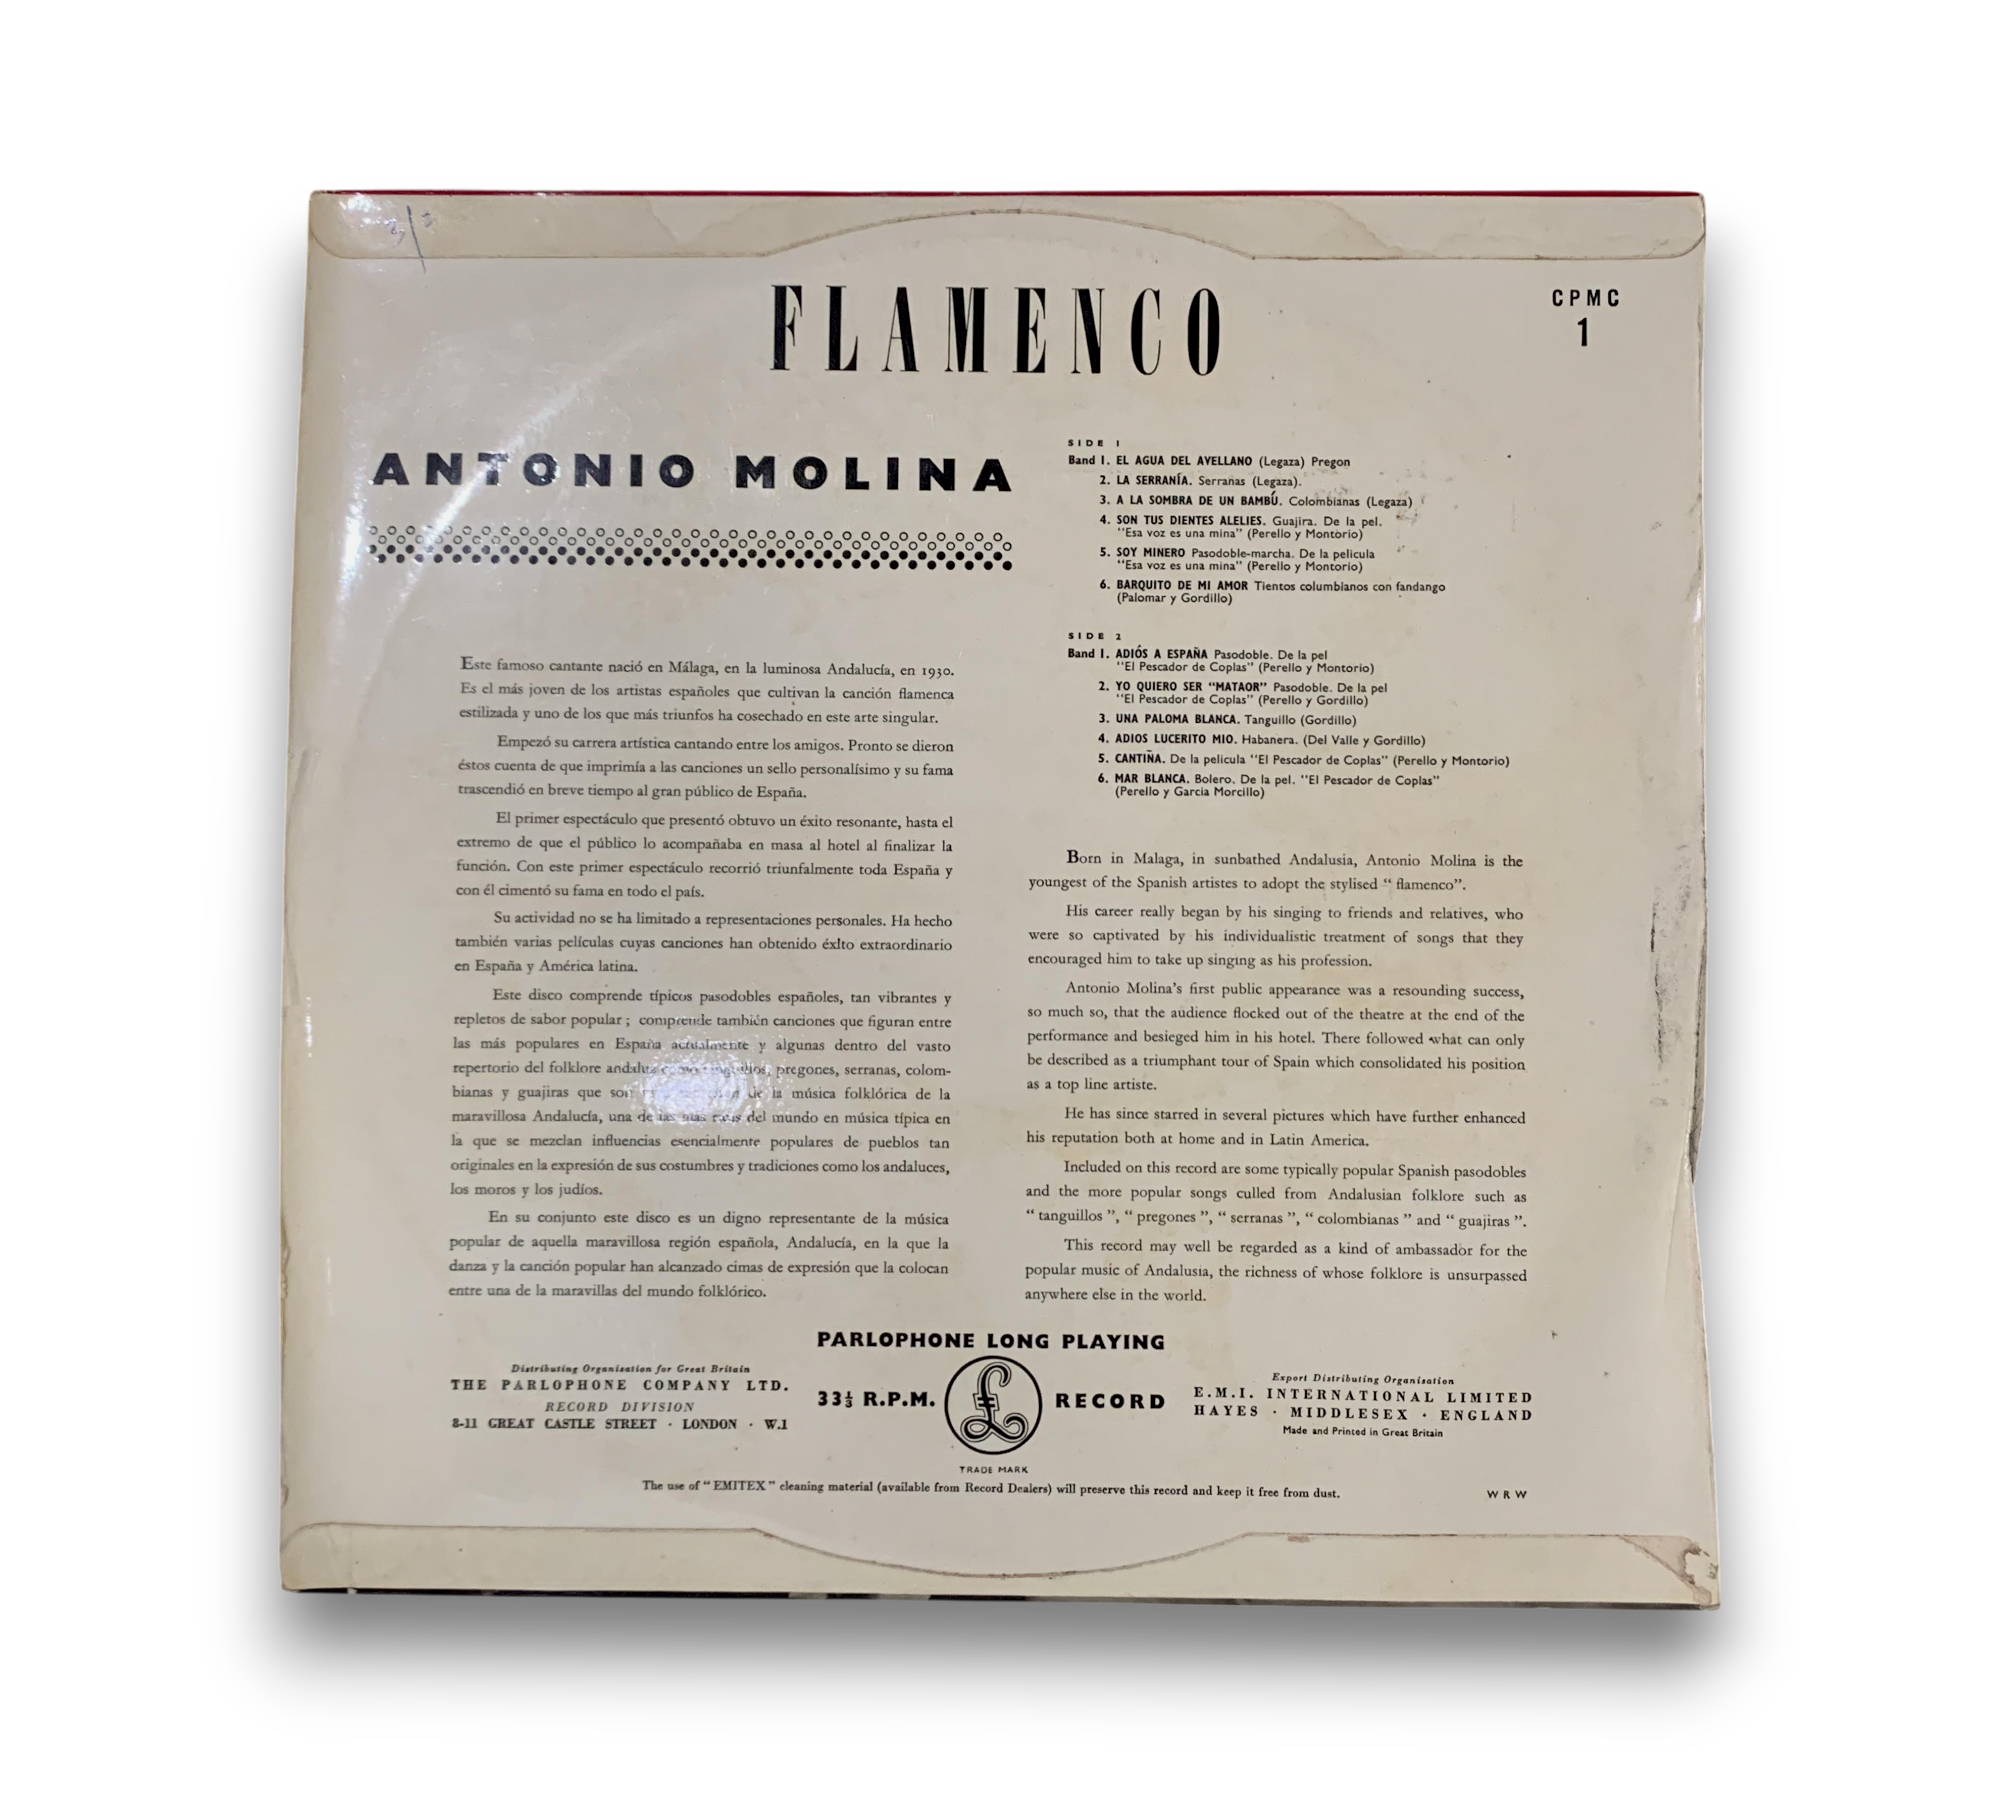 FLAMENCO
CPMC
1
ANTONIO MOLINA
SIDE 1
Band 1. EL AGUA DEL AVELLANO (Legaza) Pregon
2. LA SERRANÍA. Serranas (Legaza).
3. A LA SOMBRA DE UN BAMBÚ. Colombianas (Legaza)
4. SON TUS DIENTES ALELIES. Guajira. De la pel.
"Esa voz es una mina" (Perello y Montorio)
5. SOY MINERO Pasodoble-marcha. De la pelicula
"Esa voz es una mina" (Perello y Montorio)
6. BARQUITO DE MI AMOR Tientos columbianos con fandango
(Palomar y Gordillo)
SIDE 2
Band 1. ADIÓS A ESPAÑA Pasodoble. De la pel
"El Pescador de Coplas" (Perello y Montorio)
2. YO QUIERO SER "MATAOR" Pasodoble. De la pel
"El Pescador de Coplas" (Perello y Gordillo)
3. UNA PALOMA BLANCA. Tanguillo (Gordillo)
4. ADIOS LUCERITO MIO. Habanera. (Del Valle y Gordillo)
5. CANTIÑA. De la pelicula "El Pescador de Coplas" (Perello y Montorio)
6. MAR BLANCA. Bolero. De la pel. "El Pescador de Coplas"
(Perello y Garcia Morcillo)
Este famoso cantante nació en Málaga, en la luminosa Andalucía, en 1930.
Es el más joven de los artistas españoles que cultivan la canción flamenca
estilizada y uno de los que más triunfos ha cosechado en este arte singular.
Empezó su carrera artística cantando entre los amigos. Pronto se dieron
éstos cuenta de que imprimía a las canciones un sello personalísimo y su fama
trascendió en breve tiempo al gran público de España.
El primer espectáculo que presentó obtuvo un éxito resonante, hasta el
extremo de que el público lo acompañaba en masa al hotel al finalizar la
función. Con este primer espectáculo recorrió triunfalmente toda España y
con él cimentó su fama en todo el país.
Su actividad no se ha limitado a representaciones personales. Ha hecho
también varias películas cuyas canciones han obtenido éxito extraordinario
en España y América latina.
Este disco comprende típicos pasodobles españoles, tan vibrantes y
repletos de sabor popular ; comprende también canciones que figuran entre
las más populares en España actualmente y algunas dentro del vasto
repertorio del folklore andaluz como pregones, serranas, colom-
bianas y guajiras que son de la música folklórica de la
maravillosa Andalucía, una de las más ricas del mundo en música típica en
la que se mezclan influencias esencialmente populares de pueblos tan
originales en la expresión de sus costumbres y tradiciones como los andaluces,
los moros y los judíos.
En su conjunto este disco es un digno representante de la música
popular de aquella maravillosa región española, Andalucía, en la que la
danza y la canción popular han alcanzado cimas de expresión que la colocan
entre una de la maravillas del mundo folklórico.
Born in Malaga, in sunbathed Andalusia, Antonio Molina is the
youngest of the Spanish artistes to adopt the stylised " flamenco".
His career really began by his singing to friends and relatives, who
were so captivated by his individualistic treatment of songs that they
encouraged him to take up singing as his profession.
Antonio Molina's first public appearance was a resounding success,
so much so, that the audience flocked out of the theatre at the end of the
performance and besieged him in his hotel. There followed what can only
be described as a triumphant tour of Spain which consolidated his position
as a top line artiste.
He has since starred in several pictures which have further enhanced
his reputation both at home and in Latin America.
Included on this record are some typically popular Spanish pasodobles
and the more popular songs culled from Andalusian folklore such as
" tanguillos ", " pregones ", " serranas ", " colombianas " and " guajiras ".
This record may well be regarded as a kind of ambassador for the
popular music of Andalusia, the richness of whose folklore is unsurpassed
anywhere else in the world.
PARLOPHONE LONG PLAYING
33⅓ R.P.M. £ RECORD
TRADE MARK
Distributing Organisation for Great Britain
THE PARLOPHONE COMPANY LTD.
RECORD DIVISION
8-11 GREAT CASTLE STREET · LONDON · W.1
Export Distributing Organisation
E.M.I. INTERNATIONAL LIMITED
HAYES · MIDDLESEX · ENGLAND
Made and Printed in Great Britain
The use of " EMITEX " cleaning material (available from Record Dealers) will preserve this record and keep it free from dust.
WRW